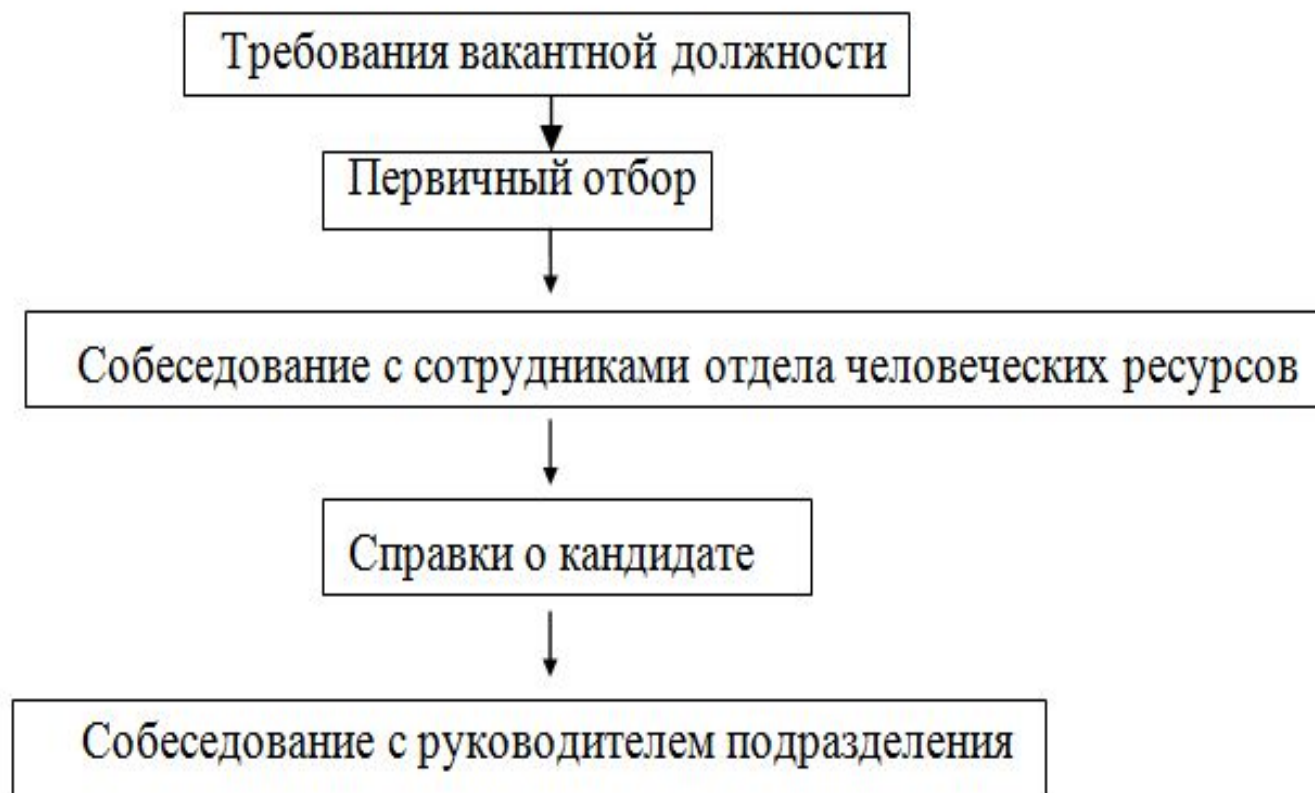 Требования вакантной должности
Первичный отбор
Собеседование с сотрудниками отдела человеческих ресурсов
Справки о кандидате
Собеседование с руководителем подразделения